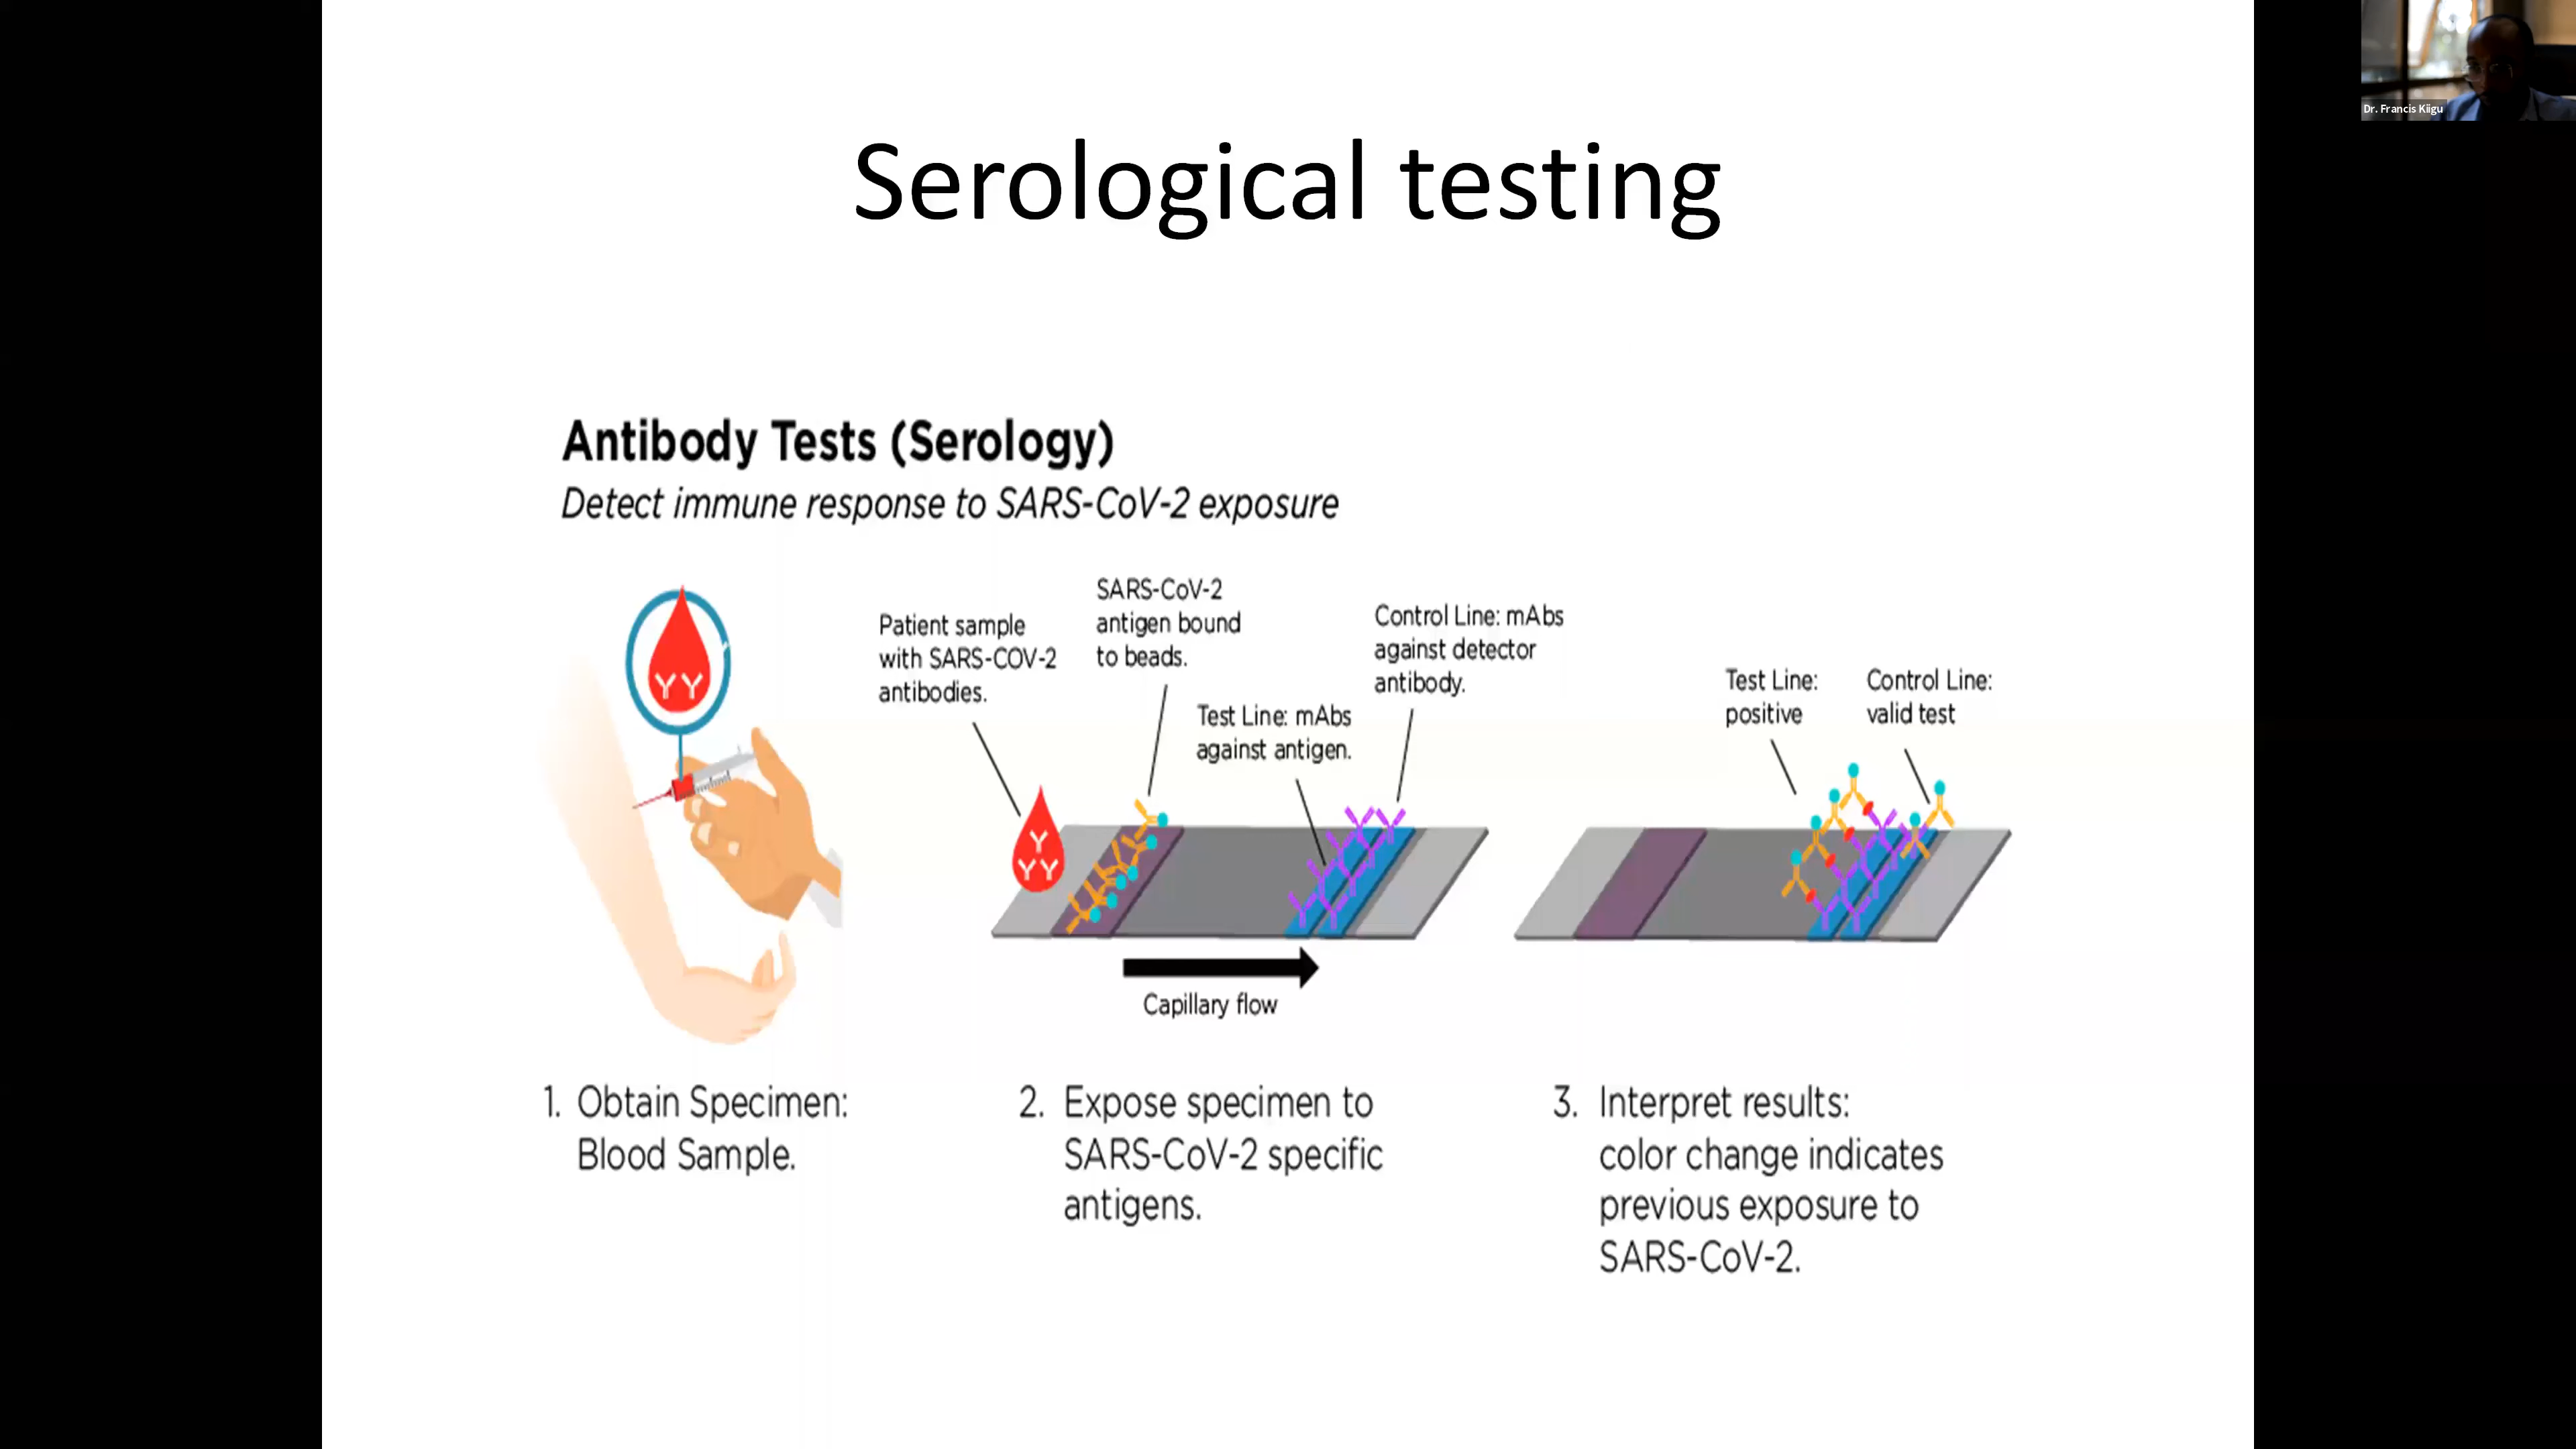 Dr. Francis Kiigu
Serological testing
Antibody Tests (Serology)
Detect immune response to SARS-CoV-2 exposure
Patient sample
with SARS-COV-2
antibodies.
SARS-CoV-2
antigen bound
to beads.
Test Line: mAbs
against antigen.
Control Line: mAbs
against detector
antibody.
Test Line:
positive
Control Line:
valid test
Capillary flow
1. Obtain Specimen:
Blood Sample.
2. Expose specimen to
SARS-CoV-2 specific
antigens.
3. Interpret results:
color change indicates
previous exposure to
SARS-CoV-2.